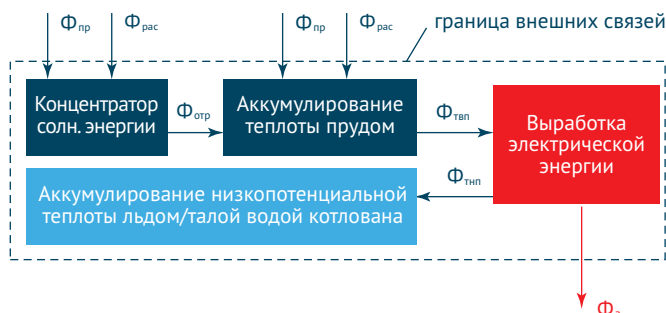 Φпр
Φрас
Φпр
Φрас
граница внешних связей
Концентратор
солн. энергии
Φотр
Аккумулирование
теплоты прудом
Φтвп
Выработка
электрической
энергии
Аккумулирование низкопотенциальной
теплоты льдом/талой водой котлована
Φтнп